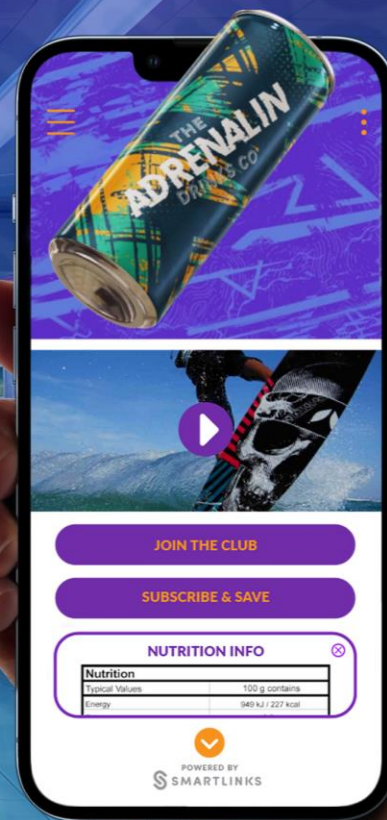 THE
ADRENALIN
DRINKS CO
JOIN THE CLUB
SUBSCRIBE & SAVE
NUTRITION INFO
Nutrition
Typical Values 100 g contains
Energy 949 kJ / 227 kcal
POWERED BY
SMARTLINKS